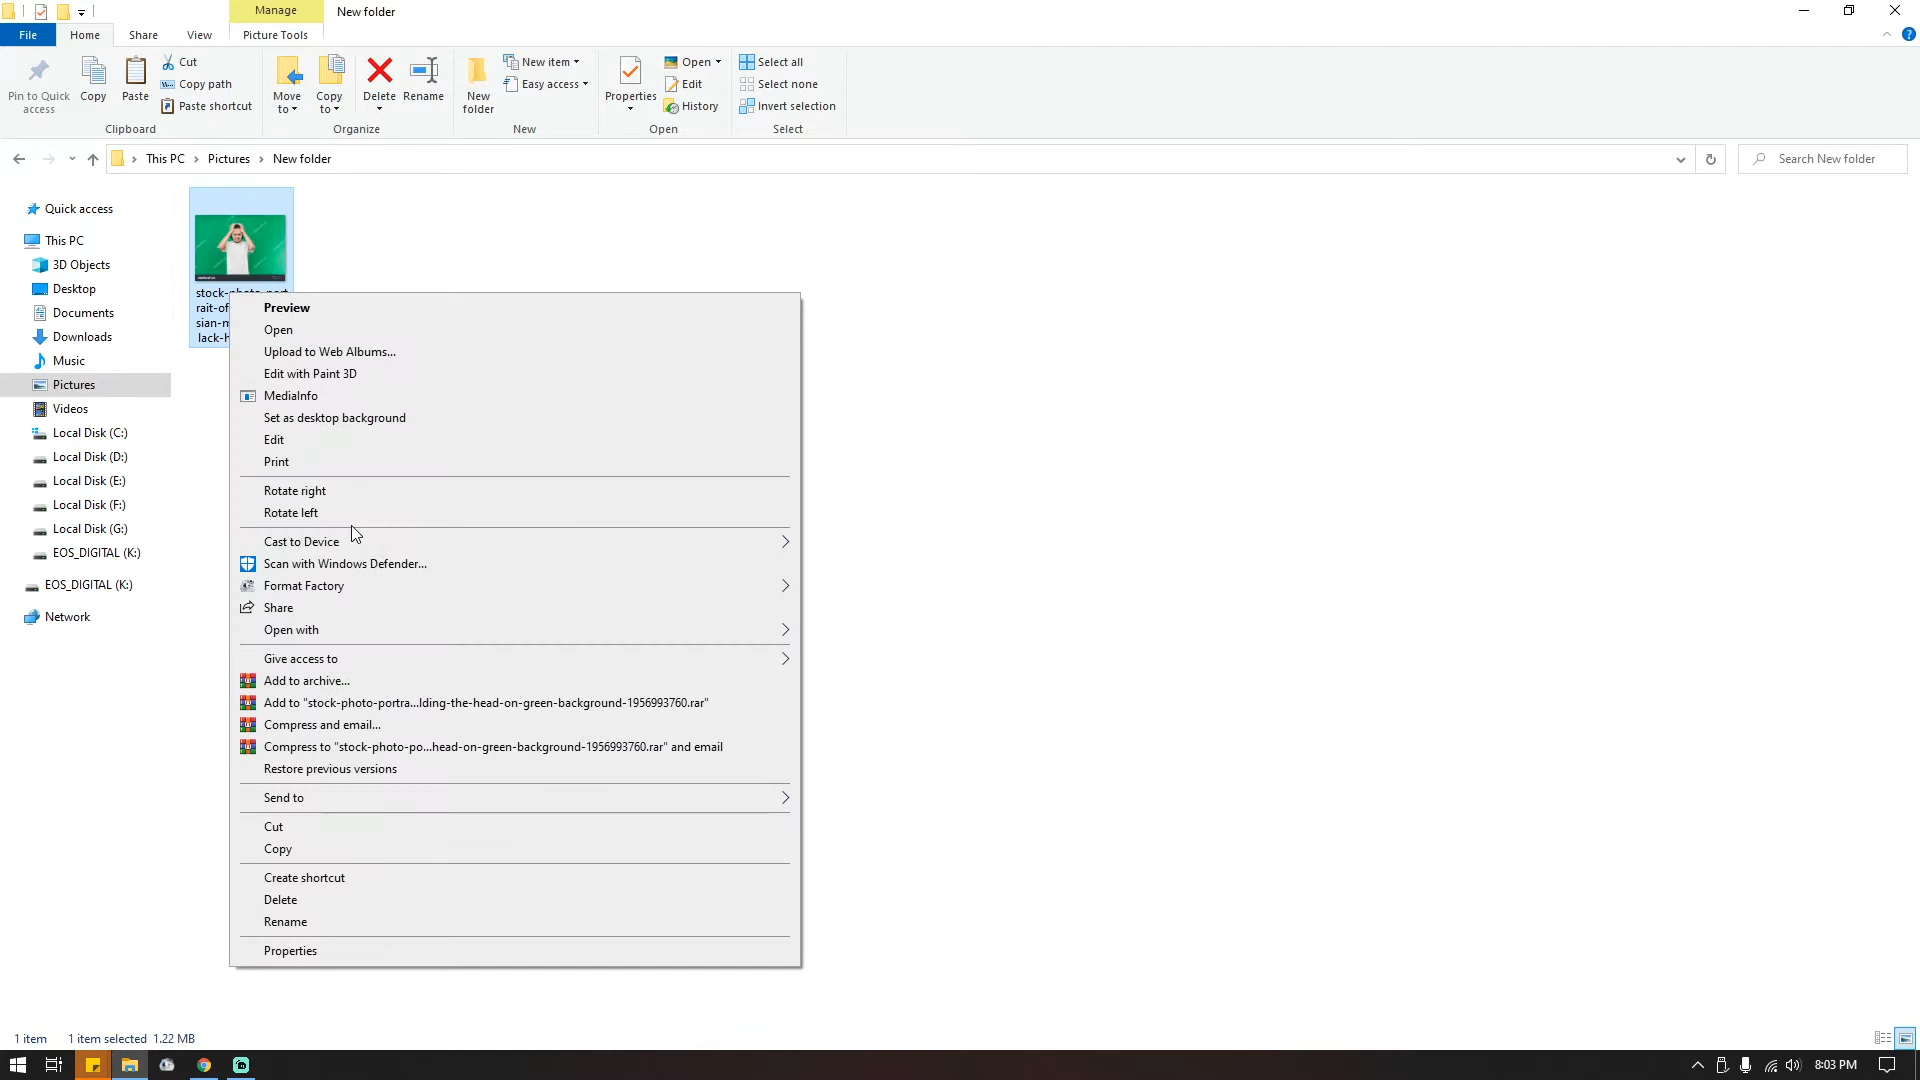 Manage
New folder
File
Home
Share
View
Picture Tools
Pin to Quick
access
Copy
Paste
Cut
Copy path
Paste shortcut
Clipboard
Move
to
Copy
to
Delete
Rename
Organize
New
folder
New item
Easy access
New
Properties
Open
Edit
History
Open
Select all
Select none
Invert selection
Select
This PC
Pictures
New folder
Search New folder
Quick access
This PC
3D Objects
Desktop
Documents
Downloads
Music
Pictures
Videos
Local Disk (C:)
Local Disk (D:)
Local Disk (E:)
Local Disk (F:)
Local Disk (G:)
EOS_DIGITAL (K:)
EOS_DIGITAL (K:)
Network
rait-of
sian-m
lack-h
Preview
Open
Upload to Web Albums...
Edit with Paint 3D
MediaInfo
Set as desktop background
Edit
Print
Rotate right
Rotate left
Cast to Device
Scan with Windows Defender...
Format Factory
Share
Open with
Give access to
Add to archive...
Add to "stock-photo-portra...lding-the-head-on-green-background-1956993760.rar"
Compress and email...
Compress to "stock-photo-po...head-on-green-background-1956993760.rar" and email
Restore previous versions
Send to
Cut
Copy
Create shortcut
Delete
Rename
Properties
1 item
1 item selected 1.22 MB
8:03 PM